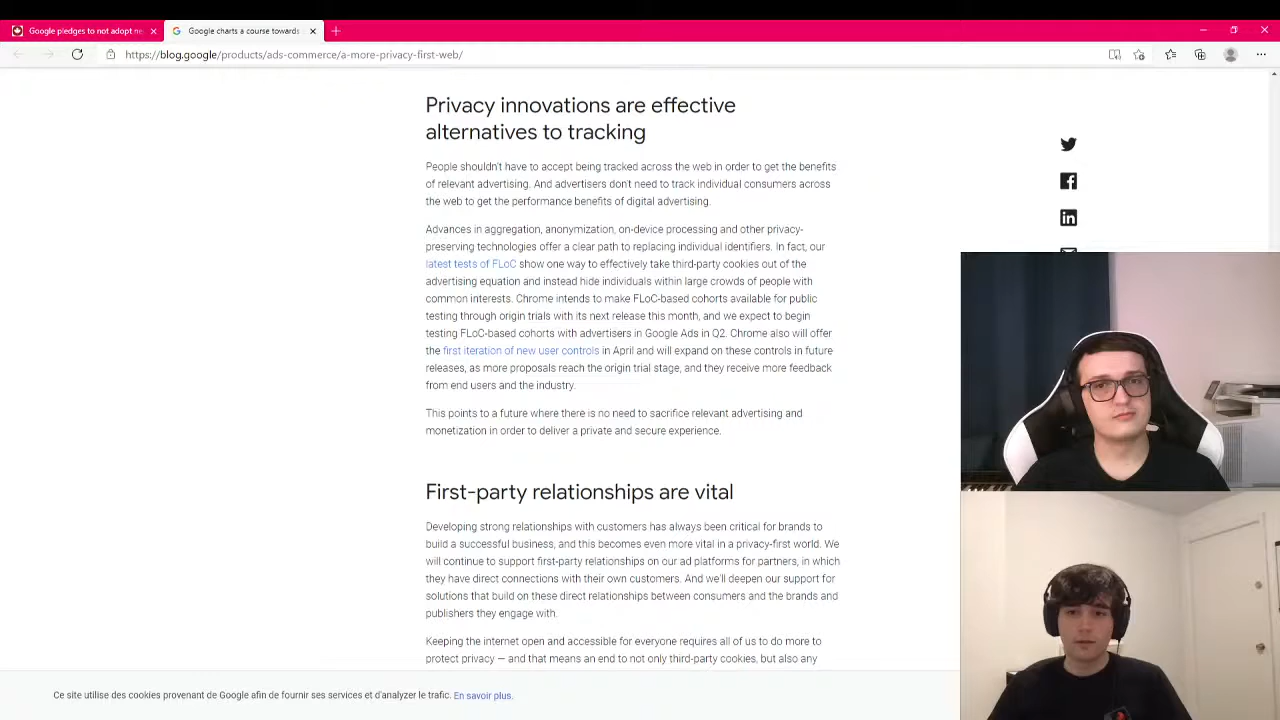 Google pledges to not adopt ne
Google charts a course towards
https://blog.google/products/ads-commerce/a-more-privacy-first-web/
Privacy innovations are effective
alternatives to tracking
People shouldn't have to accept being tracked across the web in order to get the benefits
of relevant advertising. And advertisers don't need to track individual consumers across
the web to get the performance benefits of digital advertising.
Advances in aggregation, anonymization, on-device processing and other privacy-
preserving technologies offer a clear path to replacing individual identifiers. In fact, our
latest tests of FLoC show one way to effectively take third-party cookies out of the
advertising equation and instead hide individuals within large crowds of people with
common interests. Chrome intends to make FLoC-based cohorts available for public
testing through origin trials with its next release this month, and we expect to begin
testing FLoC-based cohorts with advertisers in Google Ads in Q2. Chrome also will offer
the first iteration of new user controls in April and will expand on these controls in future
releases, as more proposals reach the origin trial stage, and they receive more feedback
from end users and the industry.
This points to a future where there is no need to sacrifice relevant advertising and
monetization in order to deliver a private and secure experience.
First-party relationships are vital
Developing strong relationships with customers has always been critical for brands to
build a successful business, and this becomes even more vital in a privacy-first world. We
will continue to support first-party relationships on our ad platforms for partners, in which
they have direct connections with their own customers. And we'll deepen our support for
solutions that build on these direct relationships between consumers and the brands and
publishers they engage with.
Keeping the internet open and accessible for everyone requires all of us to do more to
protect privacy — and that means an end to not only third-party cookies, but also any
Ce site utilise des cookies provenant de Google afin de fournir ses services et d'analyser le trafic. En savoir plus.